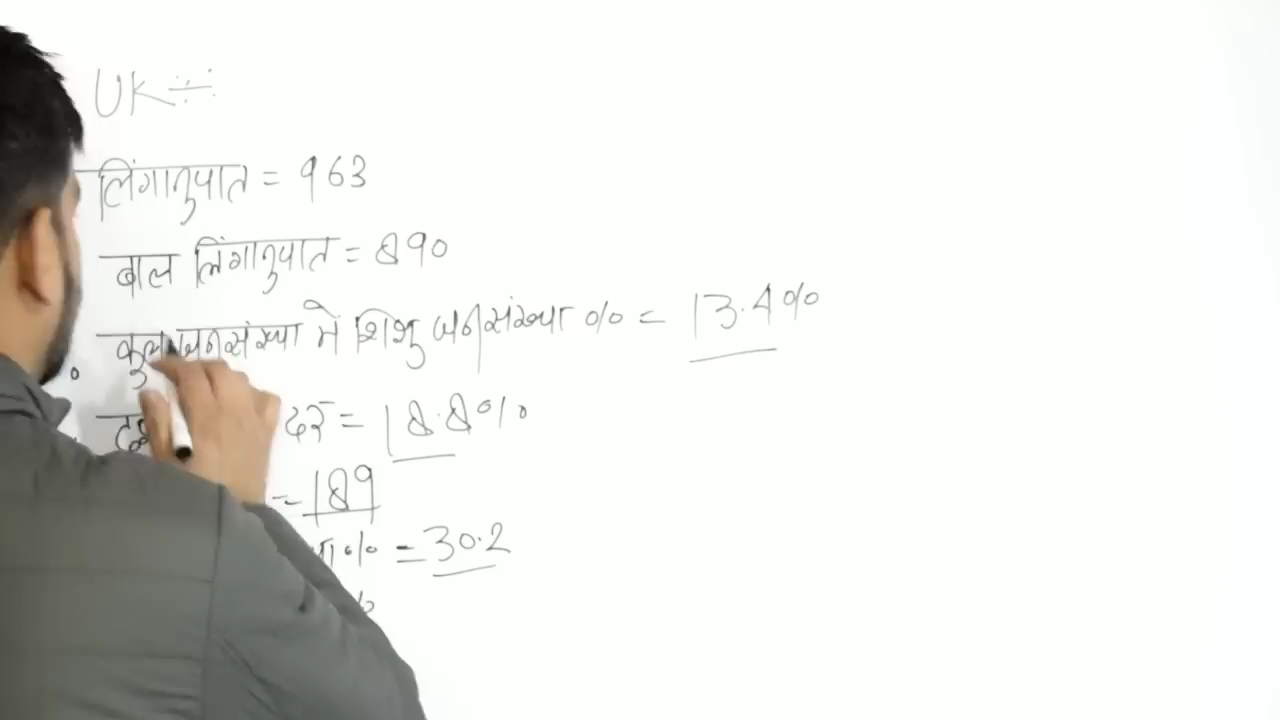 UK÷
लिंगानुपात = 963
बाल लिंगानुपात = 890
कुल जनसंख्या में शिशु जनसंख्या % = 13.4%
दर = 18.8%
= 189
% = 30.2